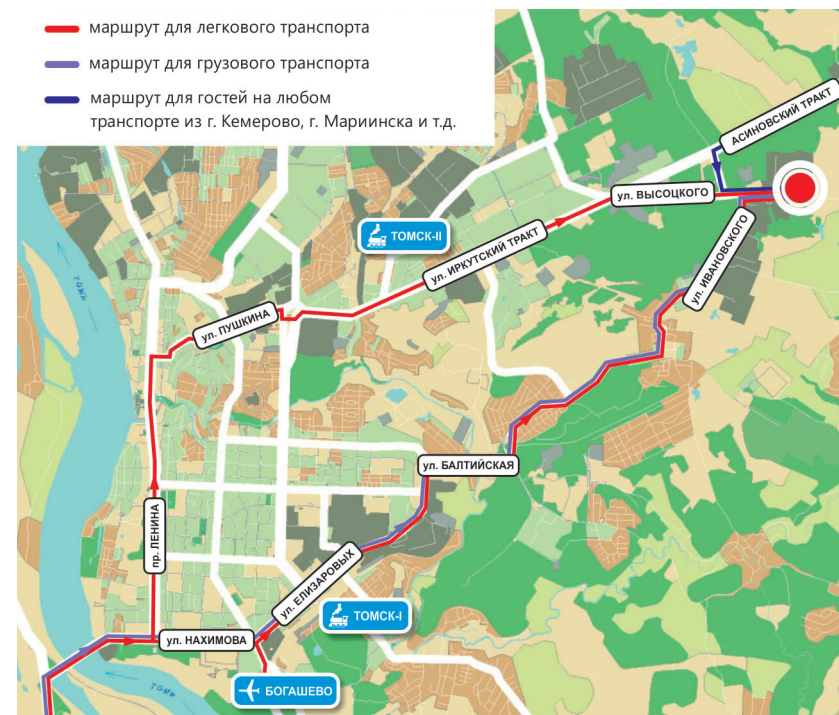 маршрут для легкового транспорта
маршрут для грузового транспорта
маршрут для гостей на любом
транспорте из г. Кемерово, г. Мариинска и т.д.
АСИНОВСКИЙ ТРАКТ
ул. ВЫСОЦКОГО
ТОМСК-II
ул. ИРКУТСКИЙ ТРАКТ
ул. ИВАНОВСКОГО
ТОМЬ
ул. ПУШКИНА
ул. БАЛТИЙСКАЯ
пр. ЛЕНИНА
ул. ЕЛИЗАРОВЫХ
ТОМСК-I
ул. НАХИМОВА
ТОМЬ
БОГАШЕВО